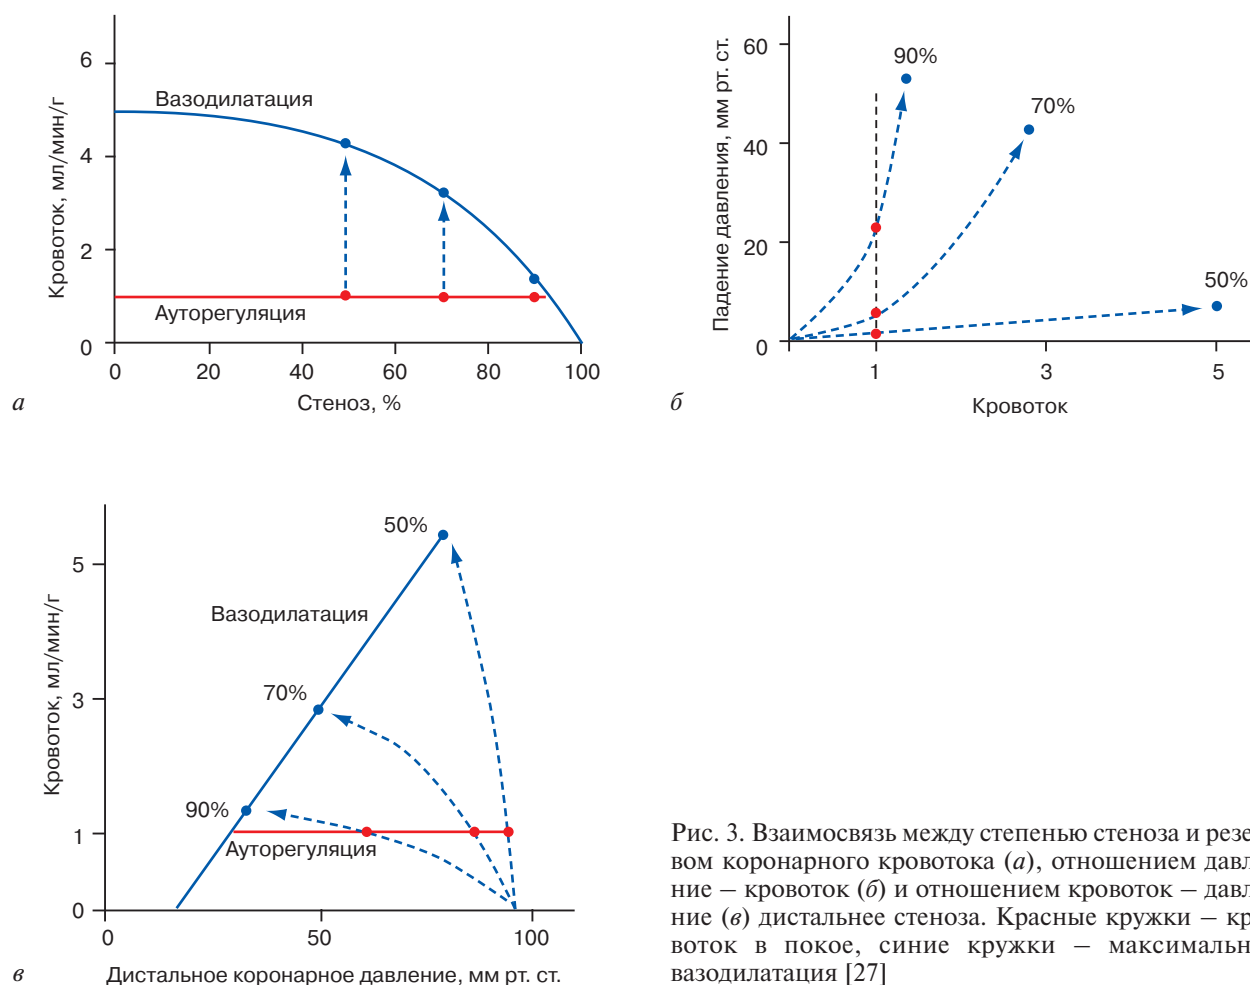 6
4
2
0
Кровоток, мл/мин/г
Вазодилатация
Ауторегуляция
0 20 40 60 80 100
Стеноз, %
а
60
40
20
0
Падение давления, мм рт. ст.
90%
70%
50%
1 3 5
Кровоток
б
5
3
1
0
Кровоток, мл/мин/г
50%
Вазодилатация
70%
90%
Ауторегуляция
0 50 100
Дистальное коронарное давление, мм рт. ст.
в
Рис. 3. Взаимосвязь между степенью стеноза и резе
вом коронарного кровотока (а), отношением давл
ние – кровоток (б) и отношением кровоток – давл
ние (в) дистальнее стеноза. Красные кружки – кр
воток в покое, синие кружки – максимальн
вазодилатация [27]